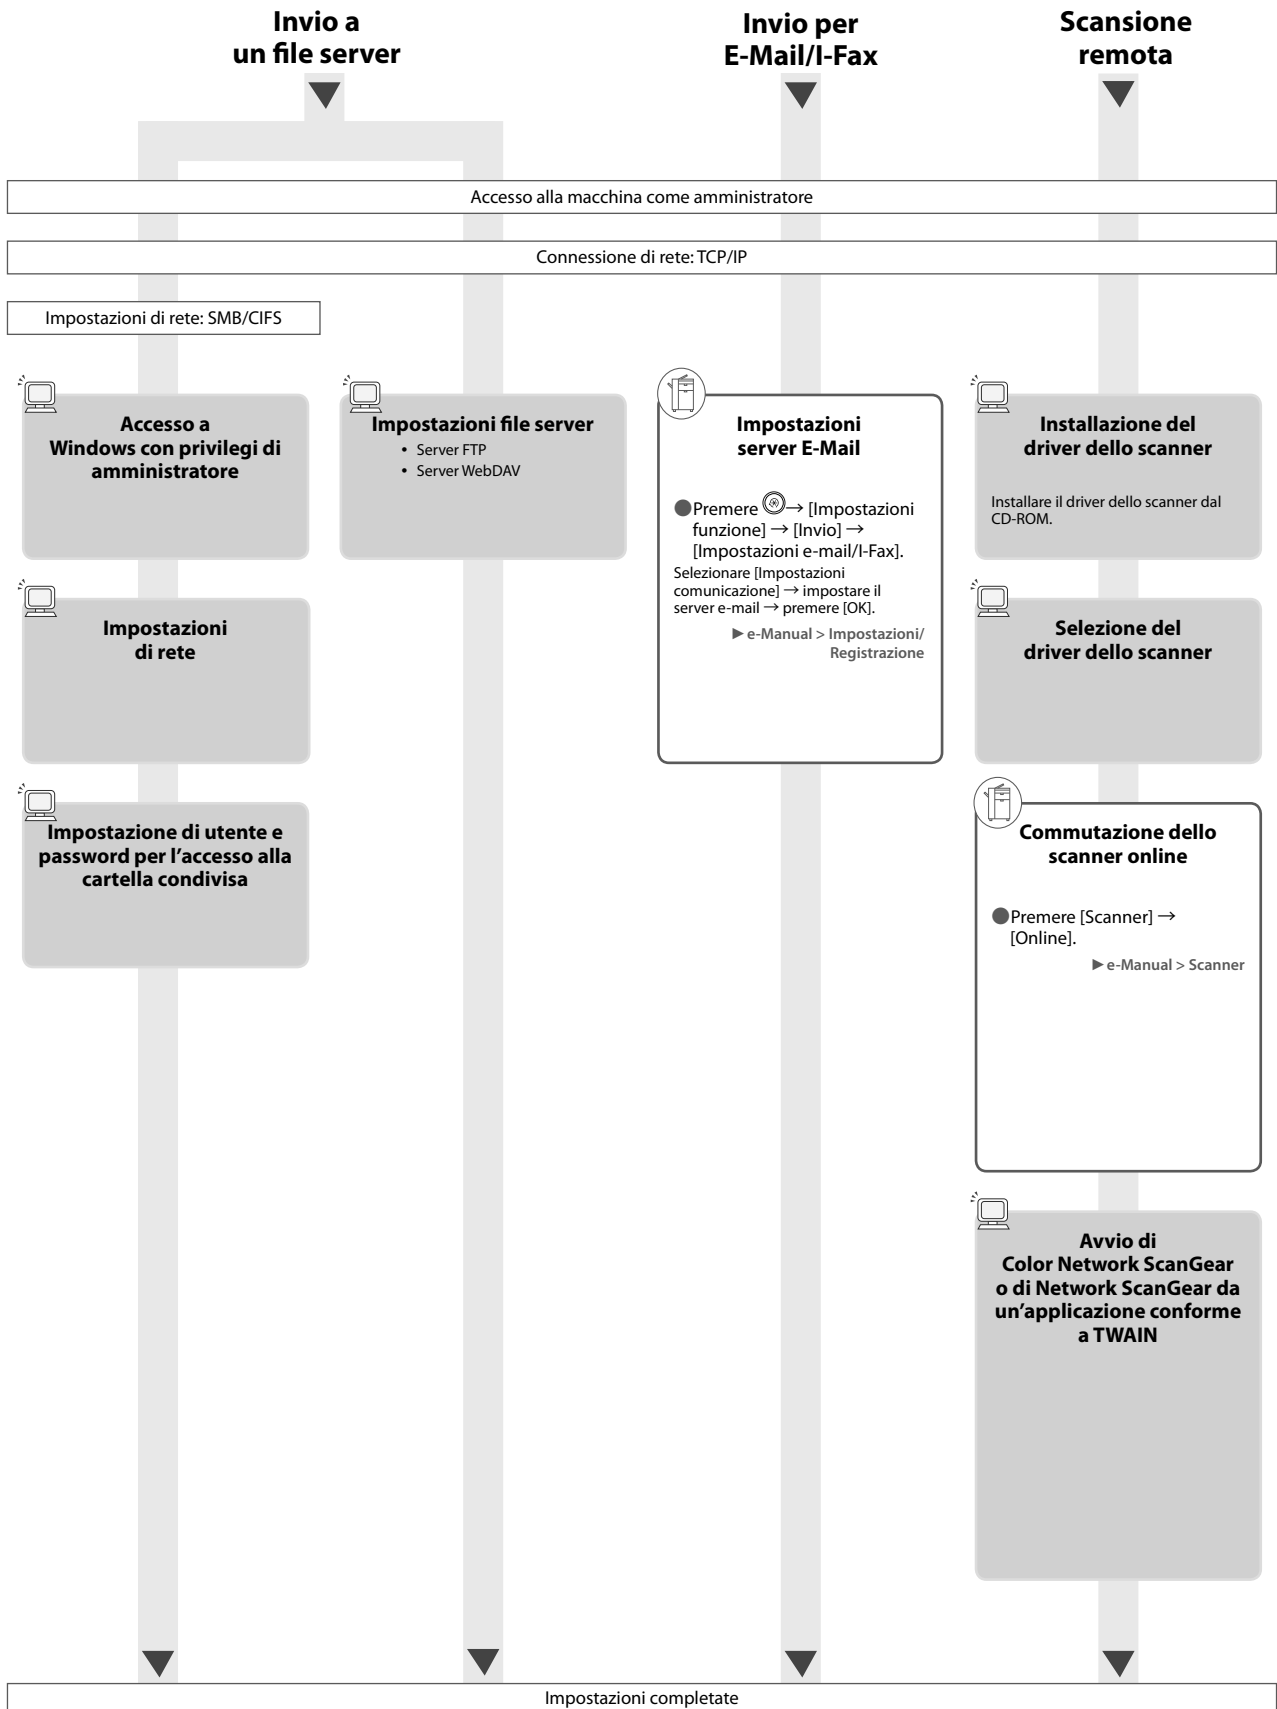 Invio a
un file server
Invio per
E-Mail/I-Fax
Scansione
remota
Accesso alla macchina come amministratore
Connessione di rete: TCP/IP
Impostazioni di rete: SMB/CIFS
Accesso a
Windows con privilegi di
amministratore
Impostazioni
di rete
Impostazione di utente e
password per l'accesso alla
cartella condivisa
Impostazioni file server
• Server FTP
• Server WebDAV
Impostazioni
server E-Mail
●Premere → [Impostazioni
funzione] → [Invio] →
[Impostazioni e-mail/I-Fax].
Selezionare [Impostazioni
comunicazione] → impostare il
server e-mail → premere [OK].
►e-Manual > Impostazioni/
Registrazione
Installazione del
driver dello scanner
Installare il driver dello scanner dal
CD-ROM.
Selezione del
driver dello scanner
Commutazione dello
scanner online
●Premere [Scanner] →
[Online].
►e-Manual > Scanner
Avvio di
Color Network ScanGear
o di Network ScanGear da
un'applicazione conforme
a TWAIN
Impostazioni completate